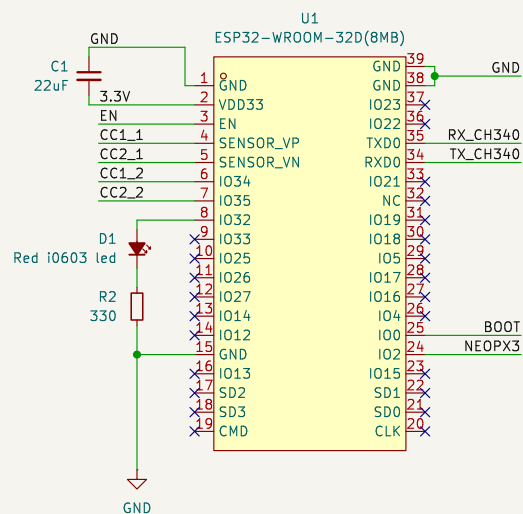 U1
ESP32-WROOM-32D(8MB)
GND
C1
22uF
3.3V
EN
CC1_1
CC2_1
CC1_2
CC2_2
D1
Red i0603 led
R2
330
GND
1 GND
2 VDD33
3 EN
4 SENSOR_VP
5 SENSOR_VN
6 IO34
7 IO35
8 IO32
9 IO33
10 IO25
11 IO26
12 IO27
13 IO14
14 IO12
15 GND
16 IO13
17 SD2
18 SD3
19 CMD
GND 39
GND 38
IO23 37
IO22 36
TXD0 35
RXD0 34
IO21 33
NC 32
IO19 31
IO18 30
IO5 29
IO17 28
IO16 27
IO4 26
IO0 25
IO2 24
IO15 23
SD1 22
SD0 21
CLK 20
GND
RX_CH340
TX_CH340
BOOT
NEOPX3